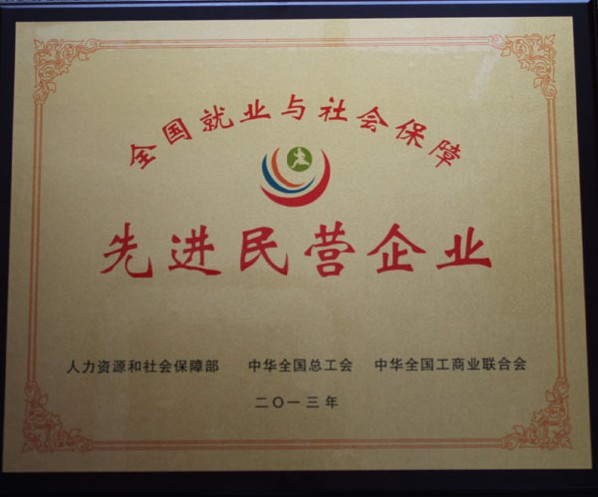 全国就业与社会保障
先进民营企业
人力资源和社会保障部 中华全国总工会 中华全国工商业联合会
二〇一三年